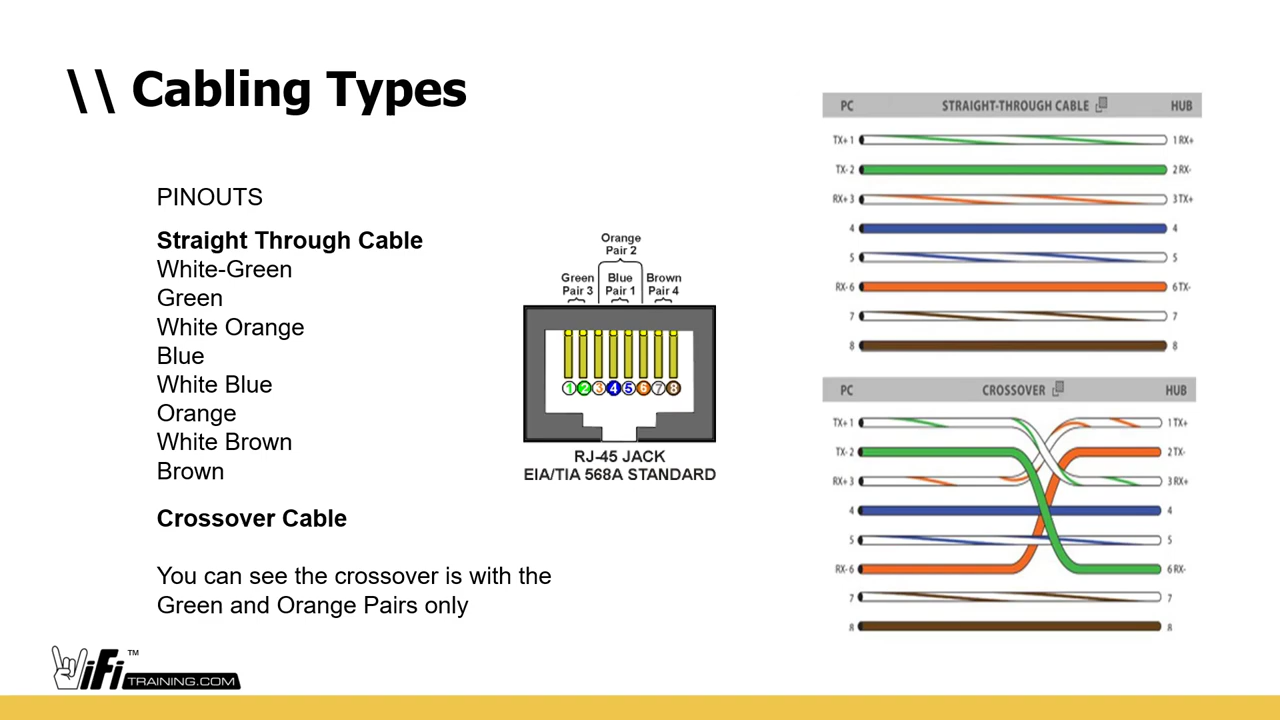 \\ Cabling Types
PINOUTS
Straight Through Cable
White-Green
Green
White Orange
Blue
White Blue
Orange
White Brown
Brown
Crossover Cable
You can see the crossover is with the
Green and Orange Pairs only
Orange
Pair 2
Green
Pair 3
Blue
Pair 1
Brown
Pair 4
1 2 3 4 5 6 7 8
RJ-45 JACK
EIA/TIA 568A STANDARD
PC STRAIGHT-THROUGH CABLE HUB
TX+ 1 1 RX+
TX- 2 2 RX-
RX+ 3 3 TX+
4 4
5 5
RX- 6 6 TX-
7 7
8 8
PC CROSSOVER HUB
TX+ 1 1 TX+
TX- 2 2 TX-
RX+ 3 3 RX+
4 4
5 5
RX- 6 6 RX-
7 7
8 8
WiFi™
TRAINING.COM